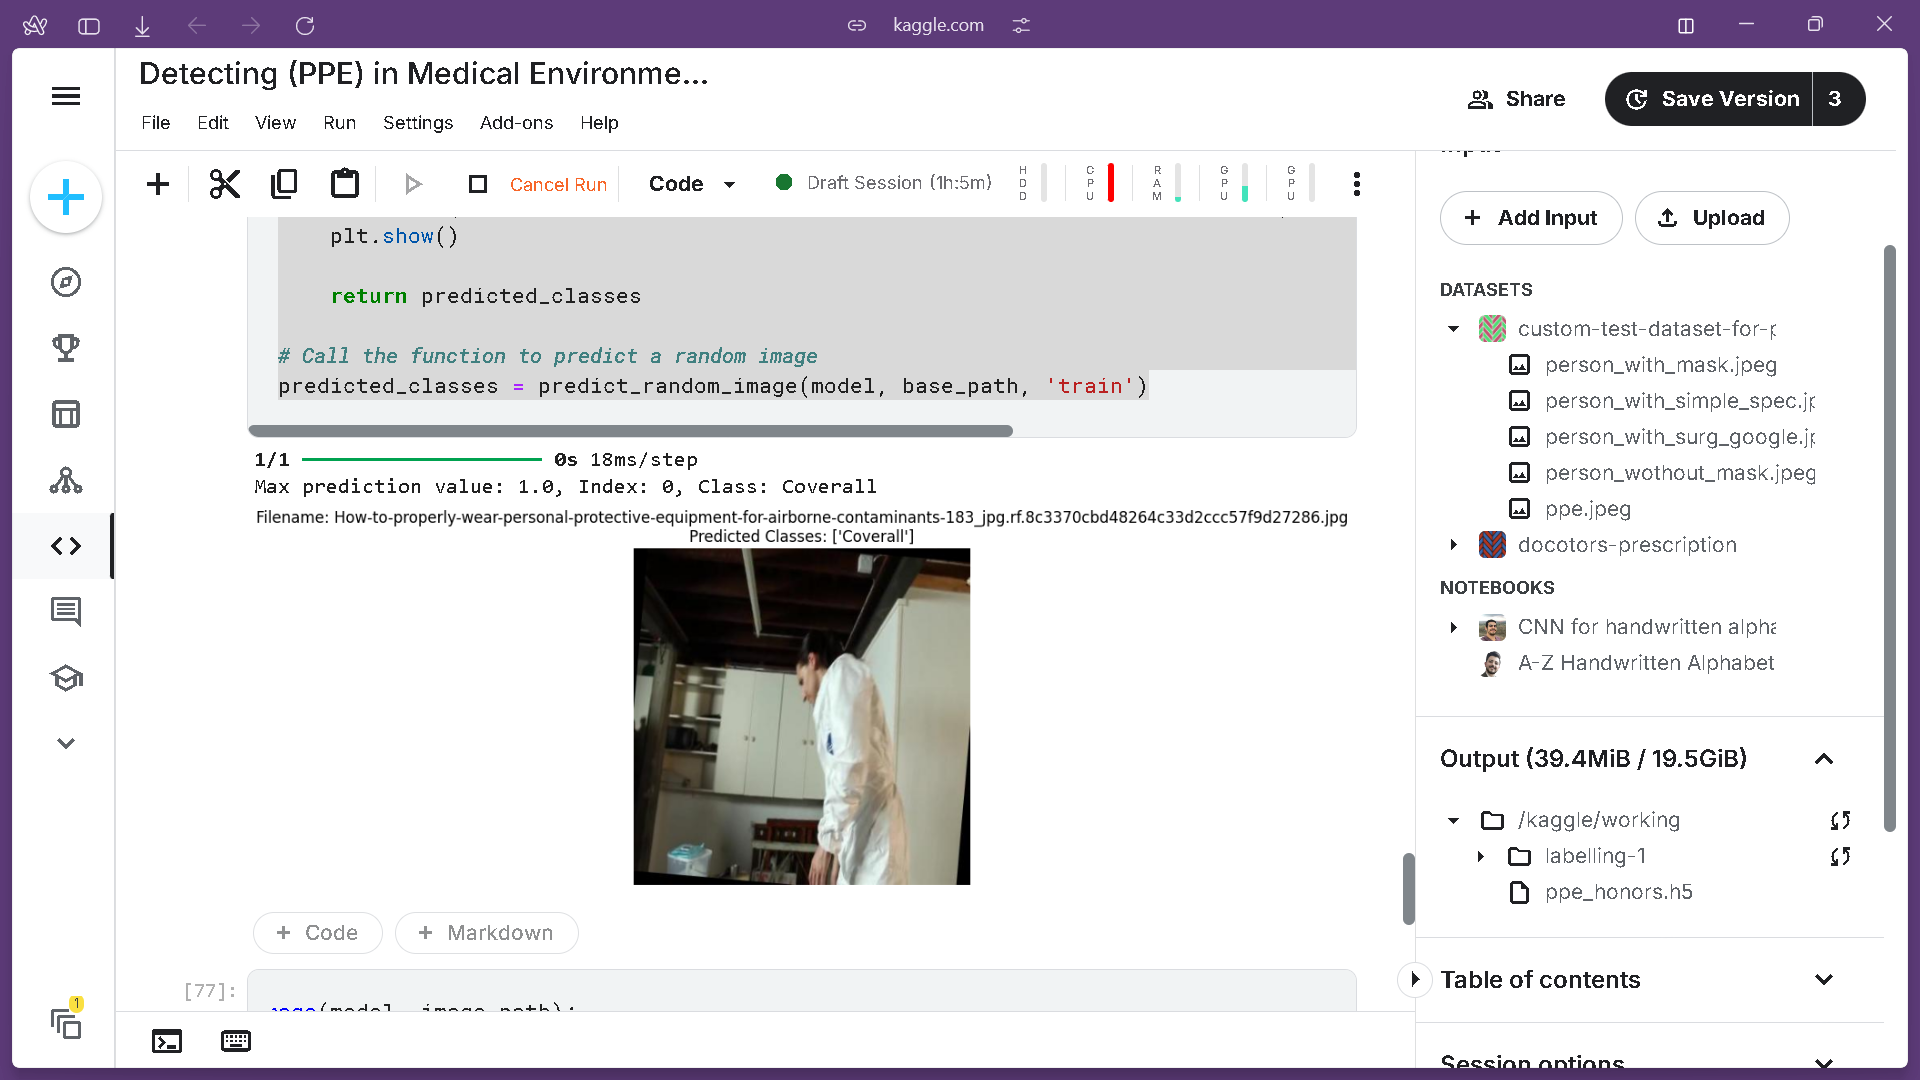 kaggle.com
Detecting (PPE) in Medical Environme...
File Edit View Run Settings Add-ons Help
Share
Save Version 3
Cancel Run
Code
Draft Session (1h:5m)
HDD
CPU
RAM
GPU
GPU
plt.show()
return predicted_classes
# Call the function to predict a random image
predicted_classes = predict_random_image(model, base_path, 'train')
1/1 0s 18ms/step
Max prediction value: 1.0, Index: 0, Class: Coverall
Filename: How-to-properly-wear-personal-protective-equipment-for-airborne-contaminants-183_jpg.rf.8c3370cbd48264c33d2ccc57f9d27286.jpg
Predicted Classes: ['Coverall']
+ Code + Markdown
[77]:
(model, image_path):
1
+ Add Input
Upload
DATASETS
custom-test-dataset-for-p
person_with_mask.jpeg
person_with_simple_spec.jp
person_with_surg_google.jp
person_wothout_mask.jpeg
ppe.jpeg
docotors-prescription
NOTEBOOKS
CNN for handwritten alpha
A-Z Handwritten Alphabet
Output (39.4MiB / 19.5GiB)
/kaggle/working
labelling-1
ppe_honors.h5
Table of contents
Session options